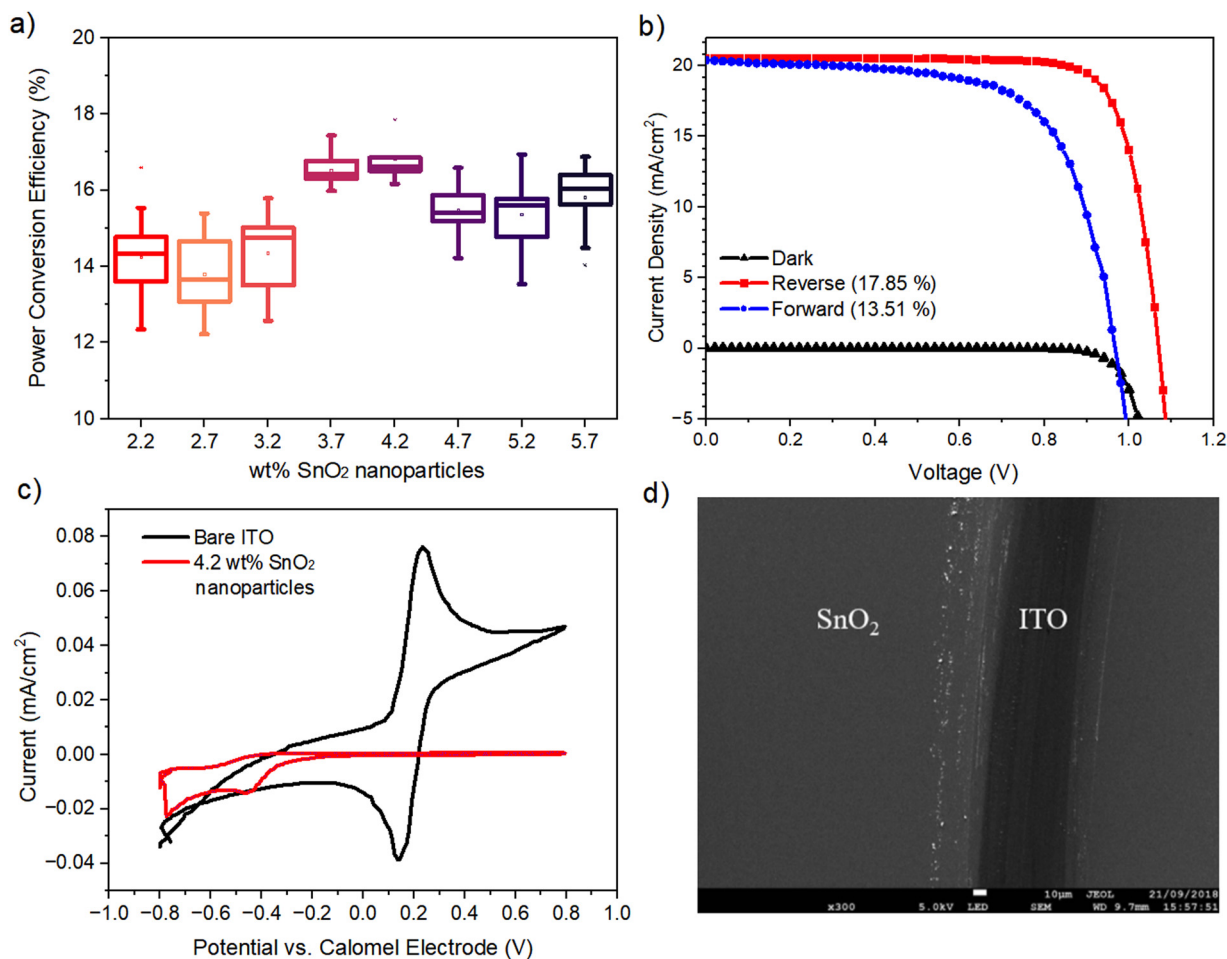 a)
20
18
16
14
12
10
Power Conversion Efficiency (%)
2.2 2.7 3.2 3.7 4.2 4.7 5.2 5.7
wt% SnO₂ nanoparticles
b)
20
15
10
5
0
−5
Current Density (mA/cm²)
Dark
Reverse (17.85 %)
Forward (13.51 %)
0.0 0.2 0.4 0.6 0.8 1.0 1.2
Voltage (V)
c)
Bare ITO
4.2 wt% SnO₂
nanoparticles
0.08
0.06
0.04
0.02
0.00
−0.02
−0.04
Current (mA/cm²)
−1.0 −0.8 −0.6 −0.4 −0.2 0.0 0.2 0.4 0.6 0.8 1.0
Potential vs. Calomel Electrode (V)
d)
SnO₂
ITO
10μm JEOL 21/09/2018
x300 5.0kV LED SEM WD 9.7mm 15:57:51